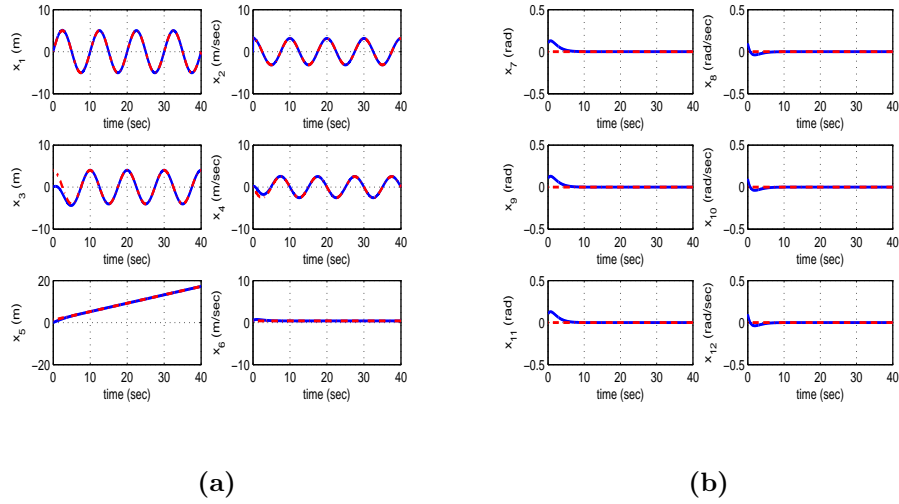 10
0
−10
0 10 20 30 40
time (sec)
x1 (m)
10
0
−10
0 10 20 30 40
time (sec)
x2 (m/sec)
10
0
−10
0 10 20 30 40
time (sec)
x3 (m)
10
0
−10
0 10 20 30 40
time (sec)
x4 (m/sec)
20
0
−20
0 10 20 30 40
time (sec)
x5 (m)
10
0
−10
0 10 20 30 40
time (sec)
x6 (m/sec)
(a)
0.5
0
−0.5
0 10 20 30 40
time (sec)
x7 (rad)
0.5
0
−0.5
0 10 20 30 40
time (sec)
x8 (rad/sec)
0.5
0
−0.5
0 10 20 30 40
time (sec)
x9 (rad)
0.5
0
−0.5
0 10 20 30 40
time (sec)
x10 (rad/sec)
0.5
0
−0.5
0 10 20 30 40
time (sec)
x1 (rad)
0.5
0
−0.5
0 10 20 30 40
time (sec)
x12 (rad/sec)
(b)